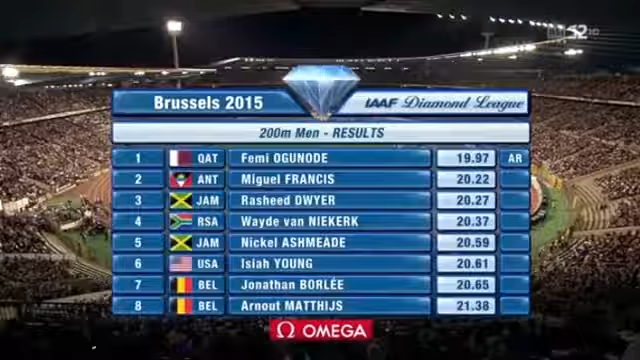 Brussels 2015 IAAF Diamond League
200m Men - RESULTS
1 QAT Femi OGUNODE 19.97 AR
2 ANT Miguel FRANCIS 20.22
3 JAM Rasheed DWYER 20.27
4 RSA Wayde van NIEKERK 20.37
5 JAM Nickel ASHMEADE 20.59
6 USA Isiah YOUNG 20.61
7 BEL Jonathan BORLÉE 20.65
8 BEL Arnout MATTHIJS 21.38
Ω OMEGA